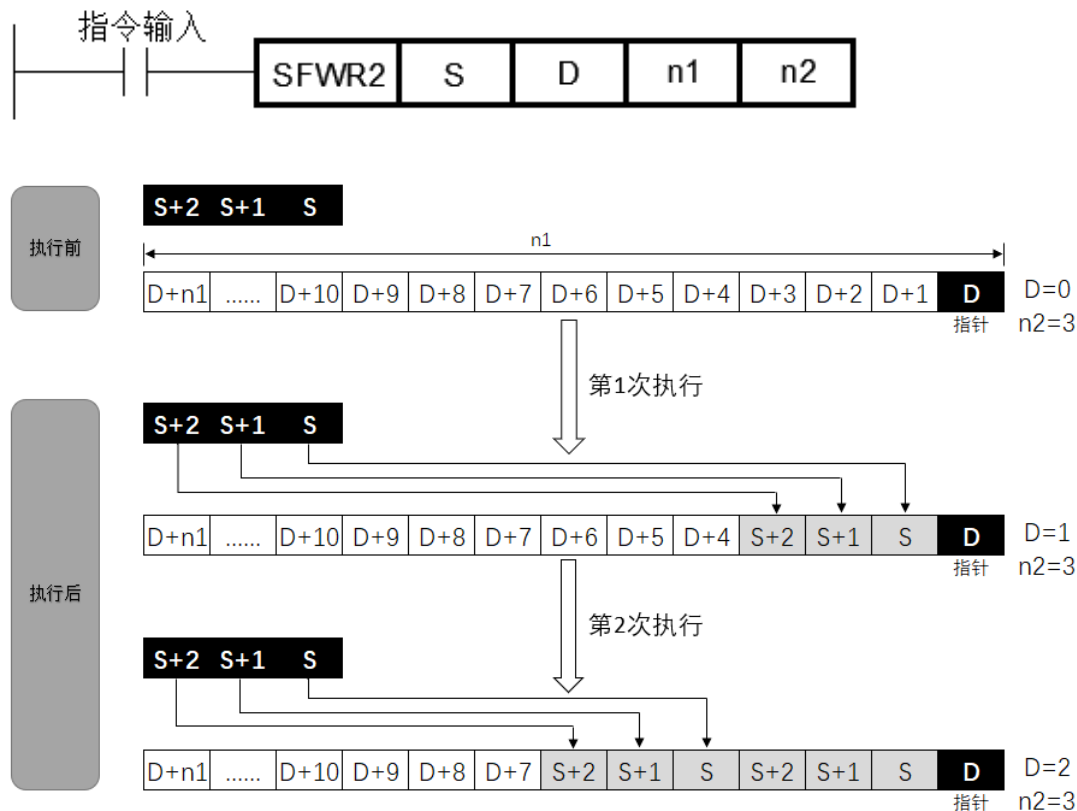 指令输入
SFWR2 S D n1 n2
S+2 S+1 S
执行前
n1
D+n1 ...... D+10 D+9 D+8 D+7 D+6 D+5 D+4 D+3 D+2 D+1 D D=0
指针 n2=3
第1次执行
S+2 S+1 S
D+n1 ...... D+10 D+9 D+8 D+7 D+6 D+5 D+4 S+2 S+1 S D D=1
指针 n2=3
执行后
第2次执行
S+2 S+1 S
D+n1 ...... D+10 D+9 D+8 D+7 S+2 S+1 S S+2 S+1 S D D=2
指针 n2=3